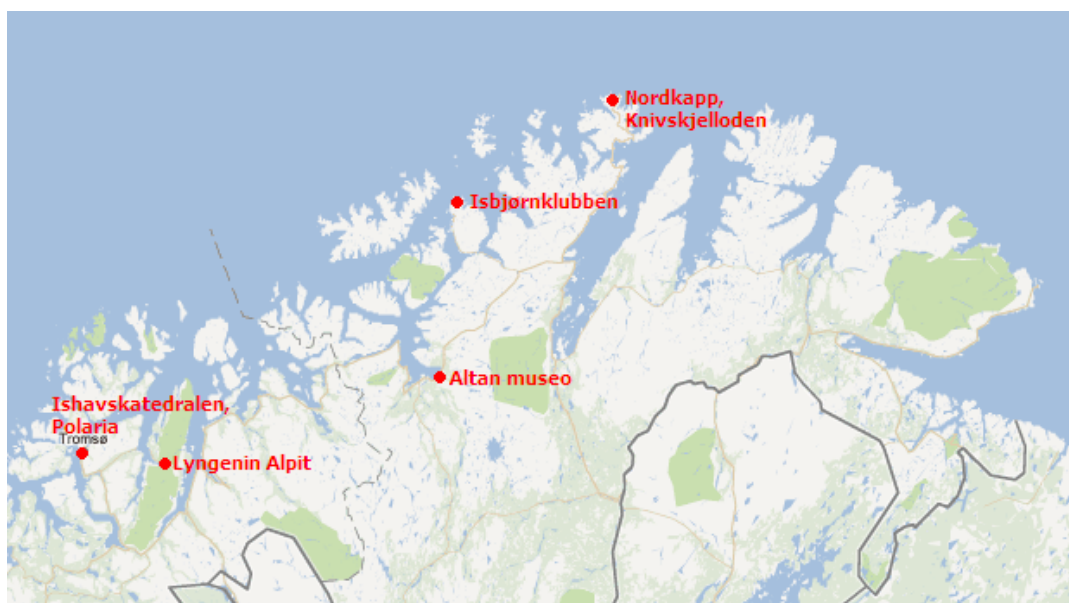 Nordkapp,
Knivskjelloden
Isbjørnklubben
Altan museo
Ishavskatedralen,
Polaria
Tromsø
Lyngenin Alpit